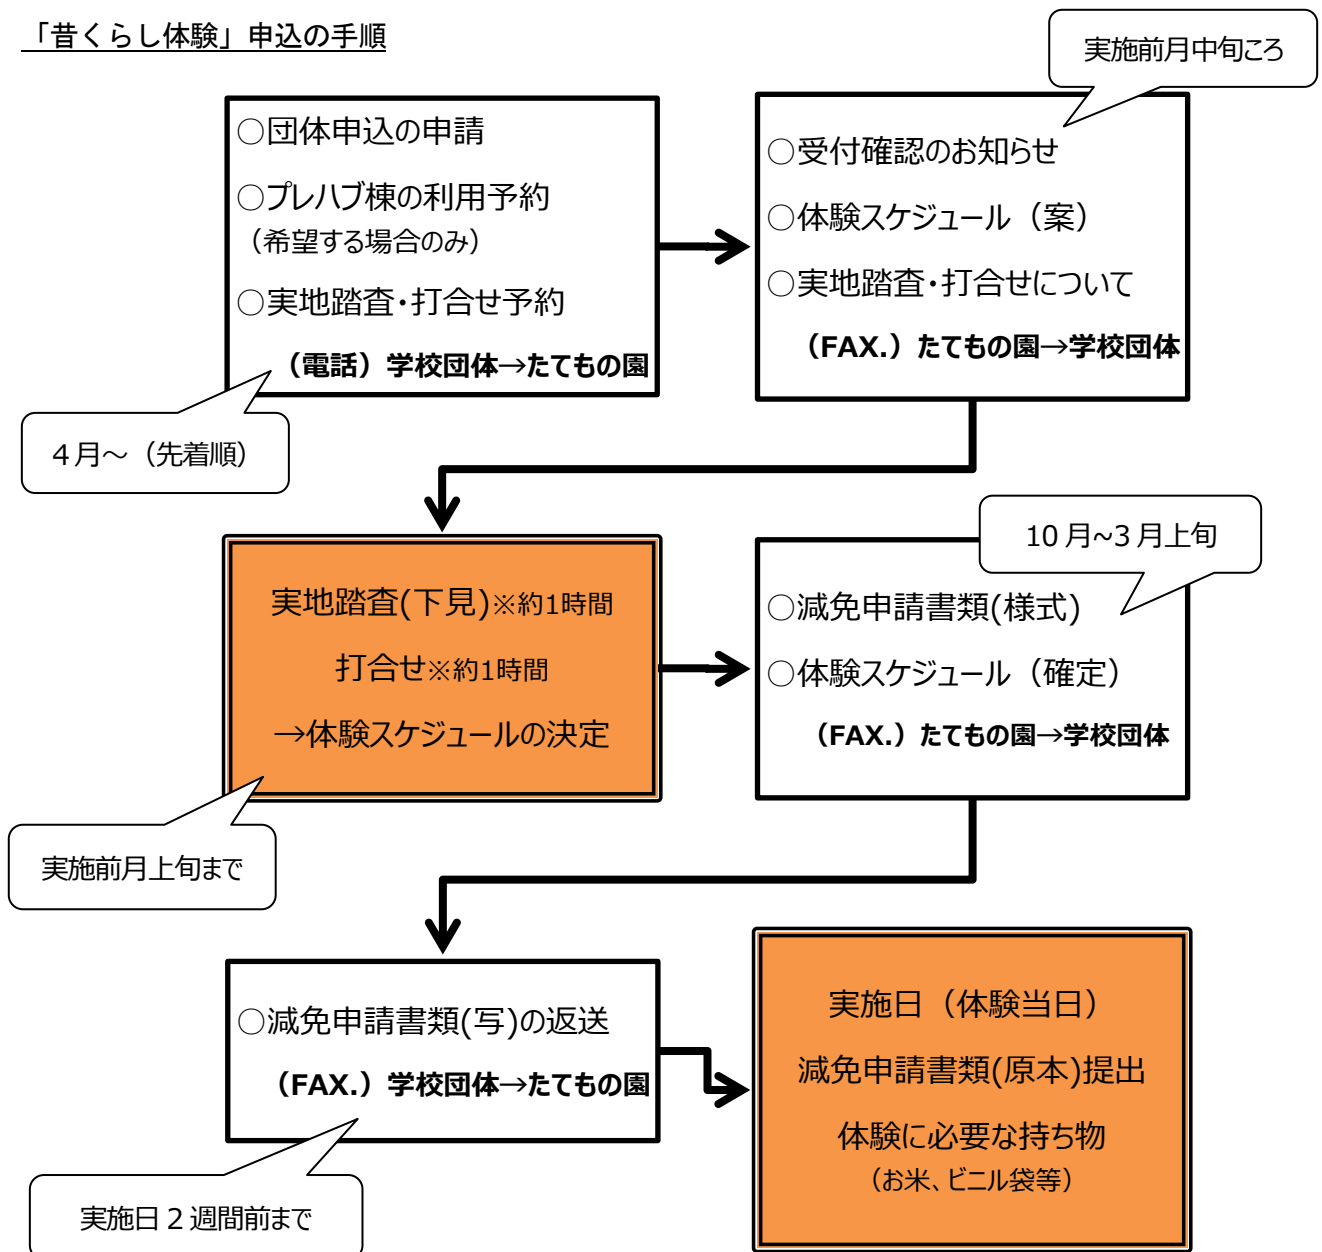 「昔くらし体験」申込の手順
実施前月中旬ころ
○団体申込の申請
○プレハブ棟の利用予約
（希望する場合のみ）
○実地踏査・打合せ予約
（電話）学校団体→たてもの園
4月～（先着順）
○受付確認のお知らせ
○体験スケジュール（案）
○実地踏査・打合せについて
（FAX.）たてもの園→学校団体
実地踏査(下見)※約1時間
打合せ※約1時間
→体験スケジュールの決定
実施前月上旬まで
10月~3月上旬
○減免申請書類(様式)
○体験スケジュール（確定）
（FAX.）たてもの園→学校団体
○減免申請書類(写)の返送
（FAX.）学校団体→たてもの園
実施日2週間前まで
実施日（体験当日）
減免申請書類(原本)提出
体験に必要な持ち物
（お米、ビニル袋等）